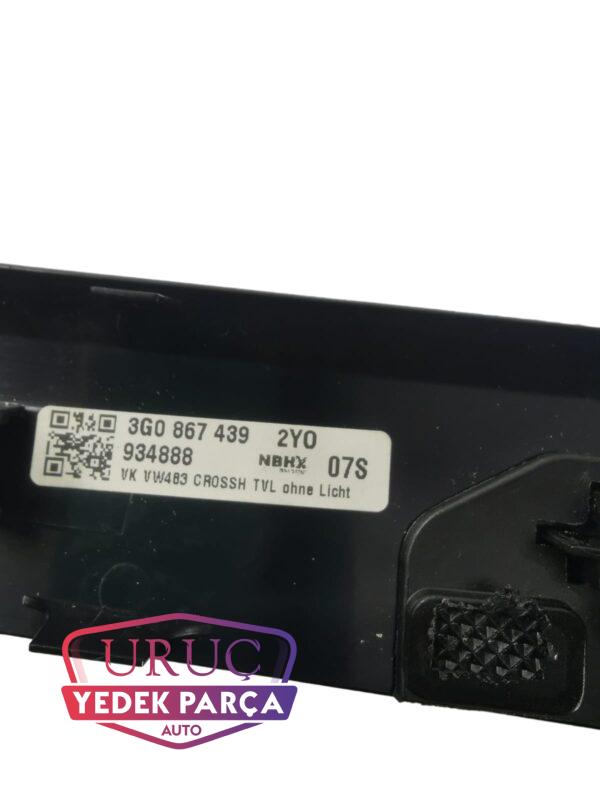 3G0 867 439 2Y0
934888 NBHX 07S
VK VW483 CROSSH TVL ohne Licht
URUÇ
YEDEK PARÇA
AUTO